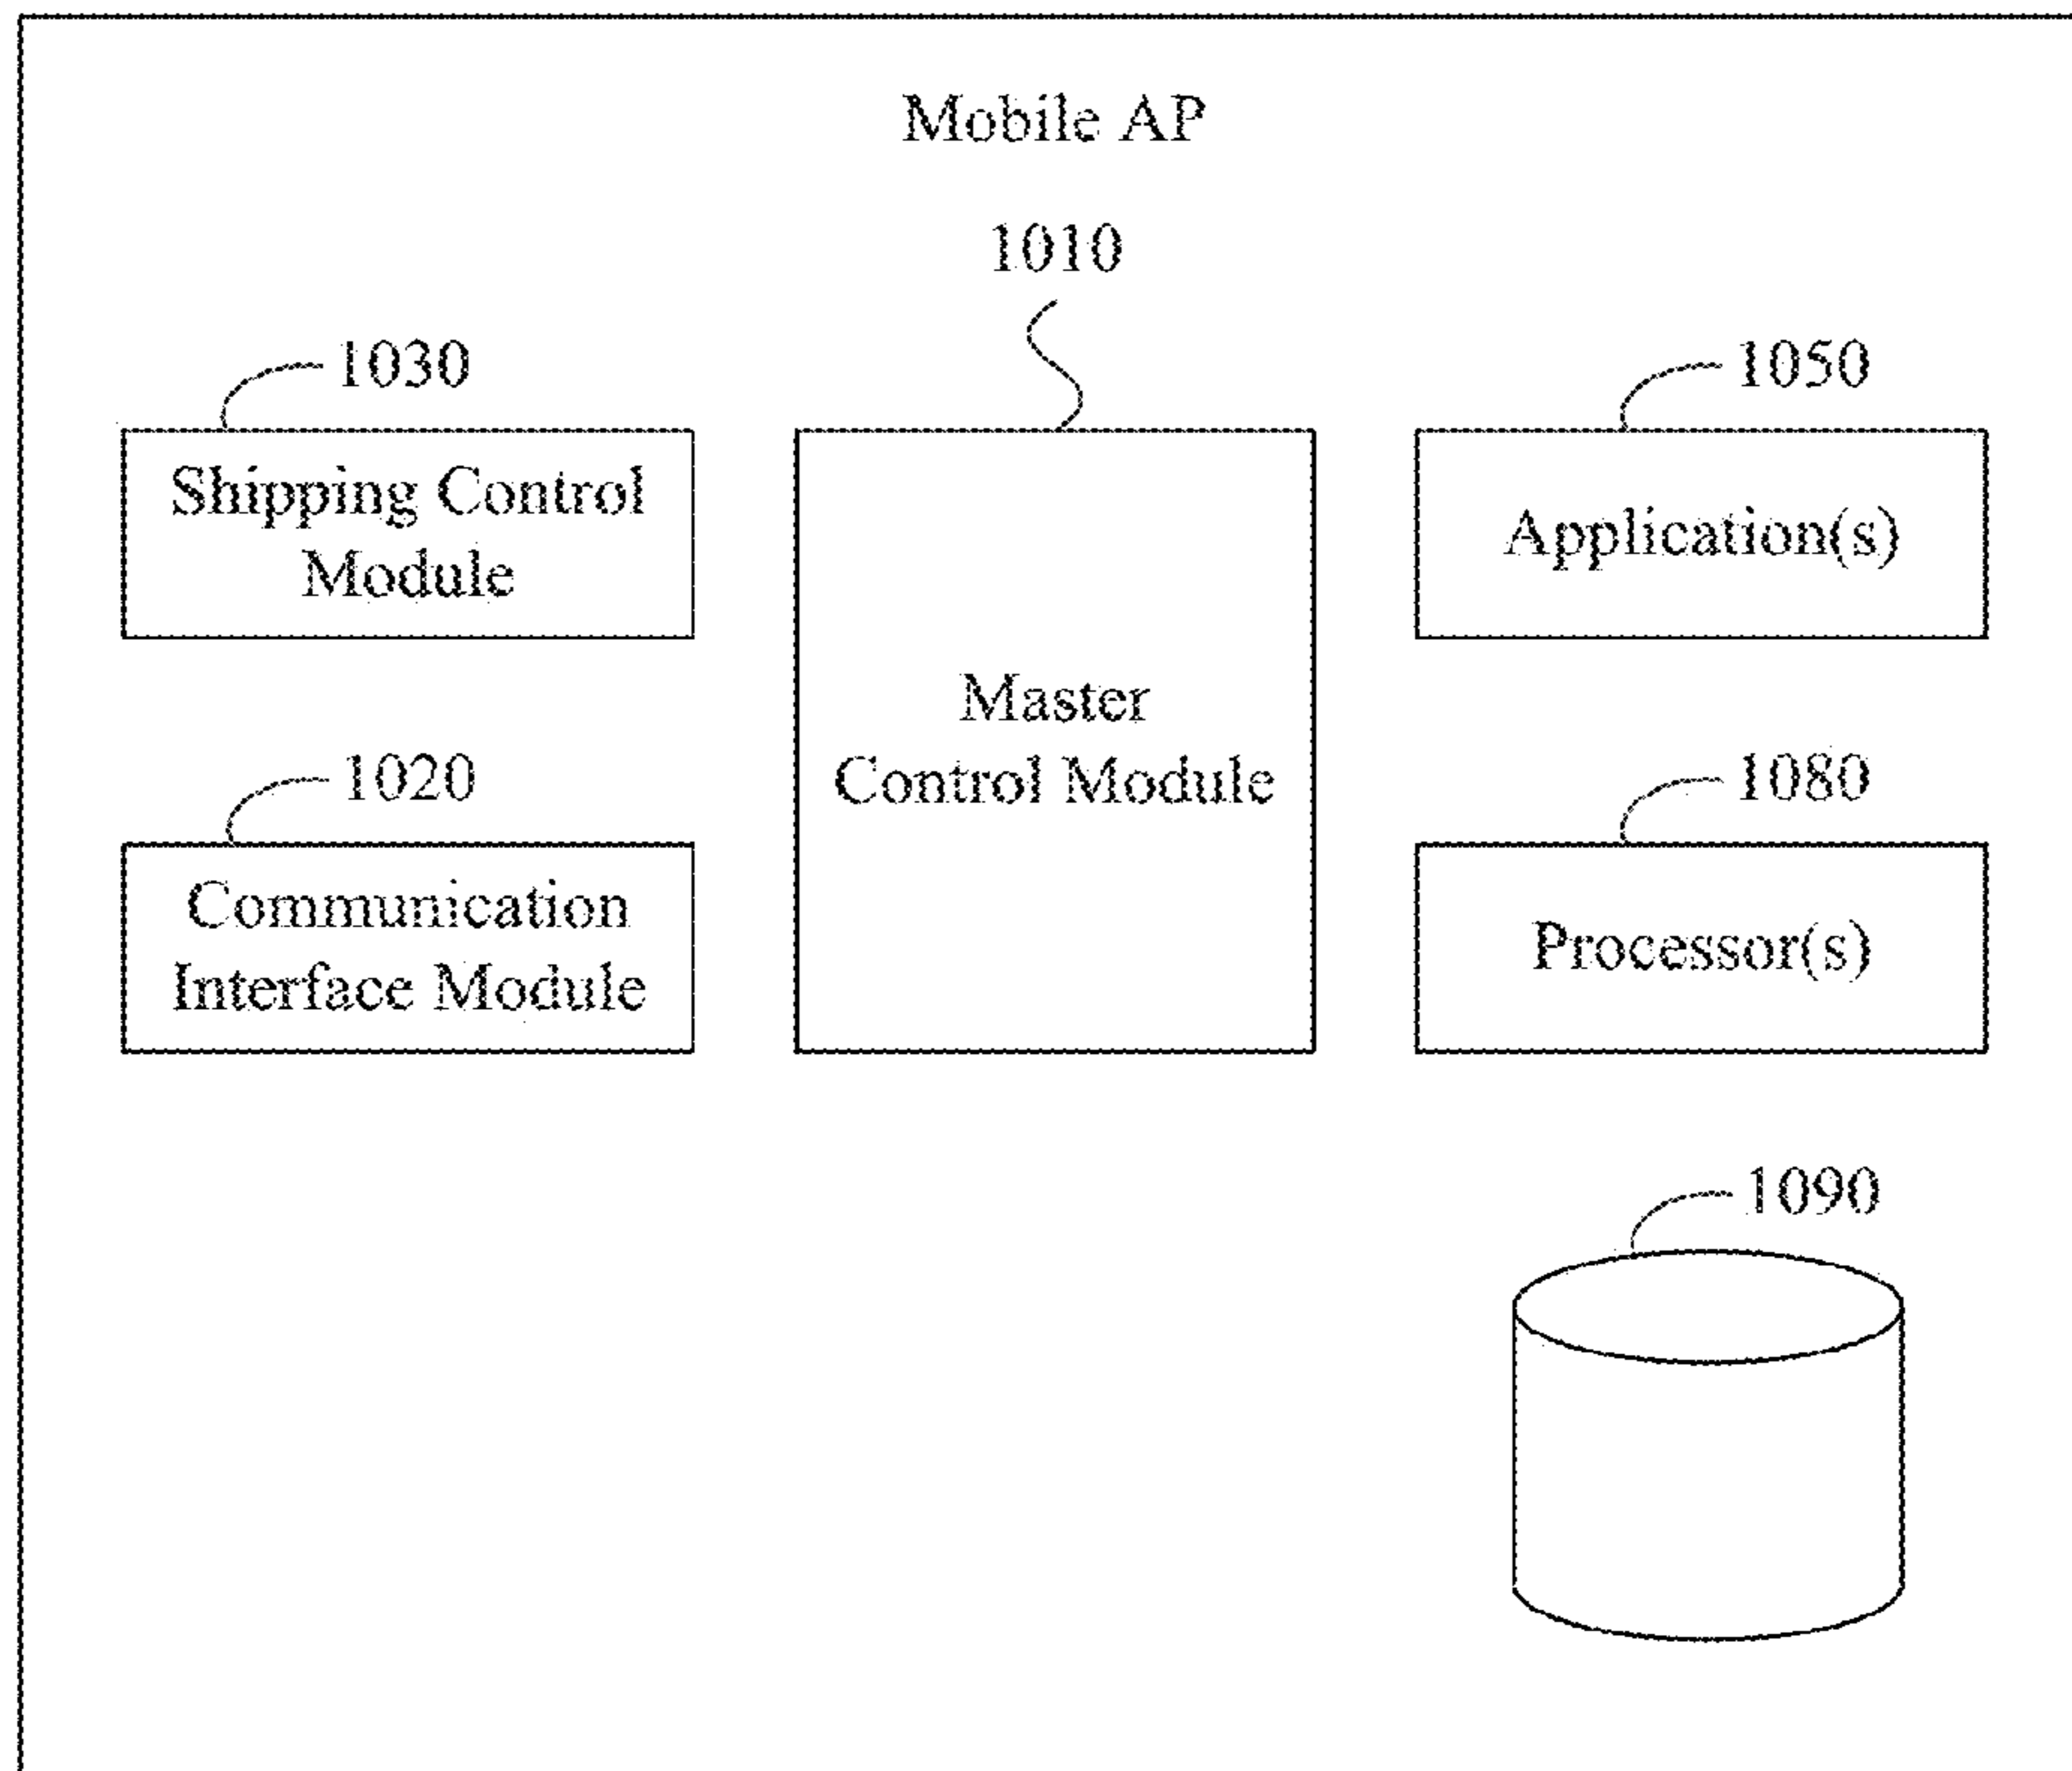 Mobile AP
1010
1030
1050
Shipping Control
Module
Application(s)
Master
Control Module
1020
1080
Communication
Interface Module
Processor(s)
1090